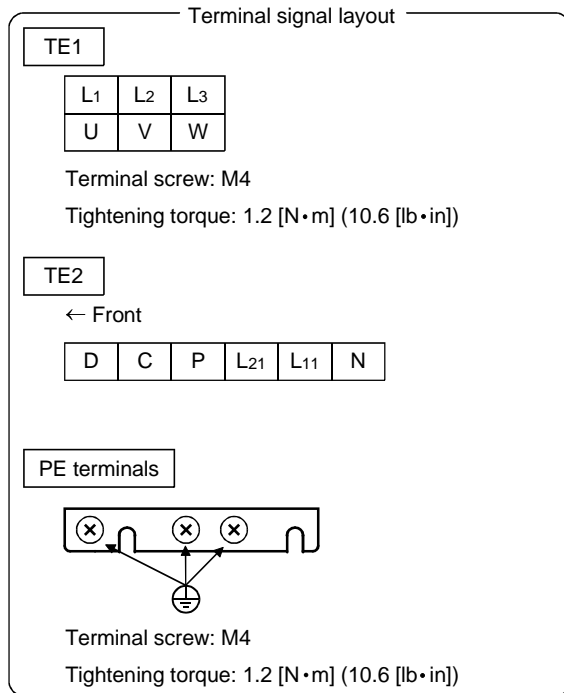 Terminal signal layout
TE1
L1 L2 L3
U V W
Terminal screw: M4
Tightening torque: 1.2 [N•m] (10.6 [lb•in])
TE2
← Front
D C P L21 L11 N
PE terminals
Terminal screw: M4
Tightening torque: 1.2 [N•m] (10.6 [lb•in])